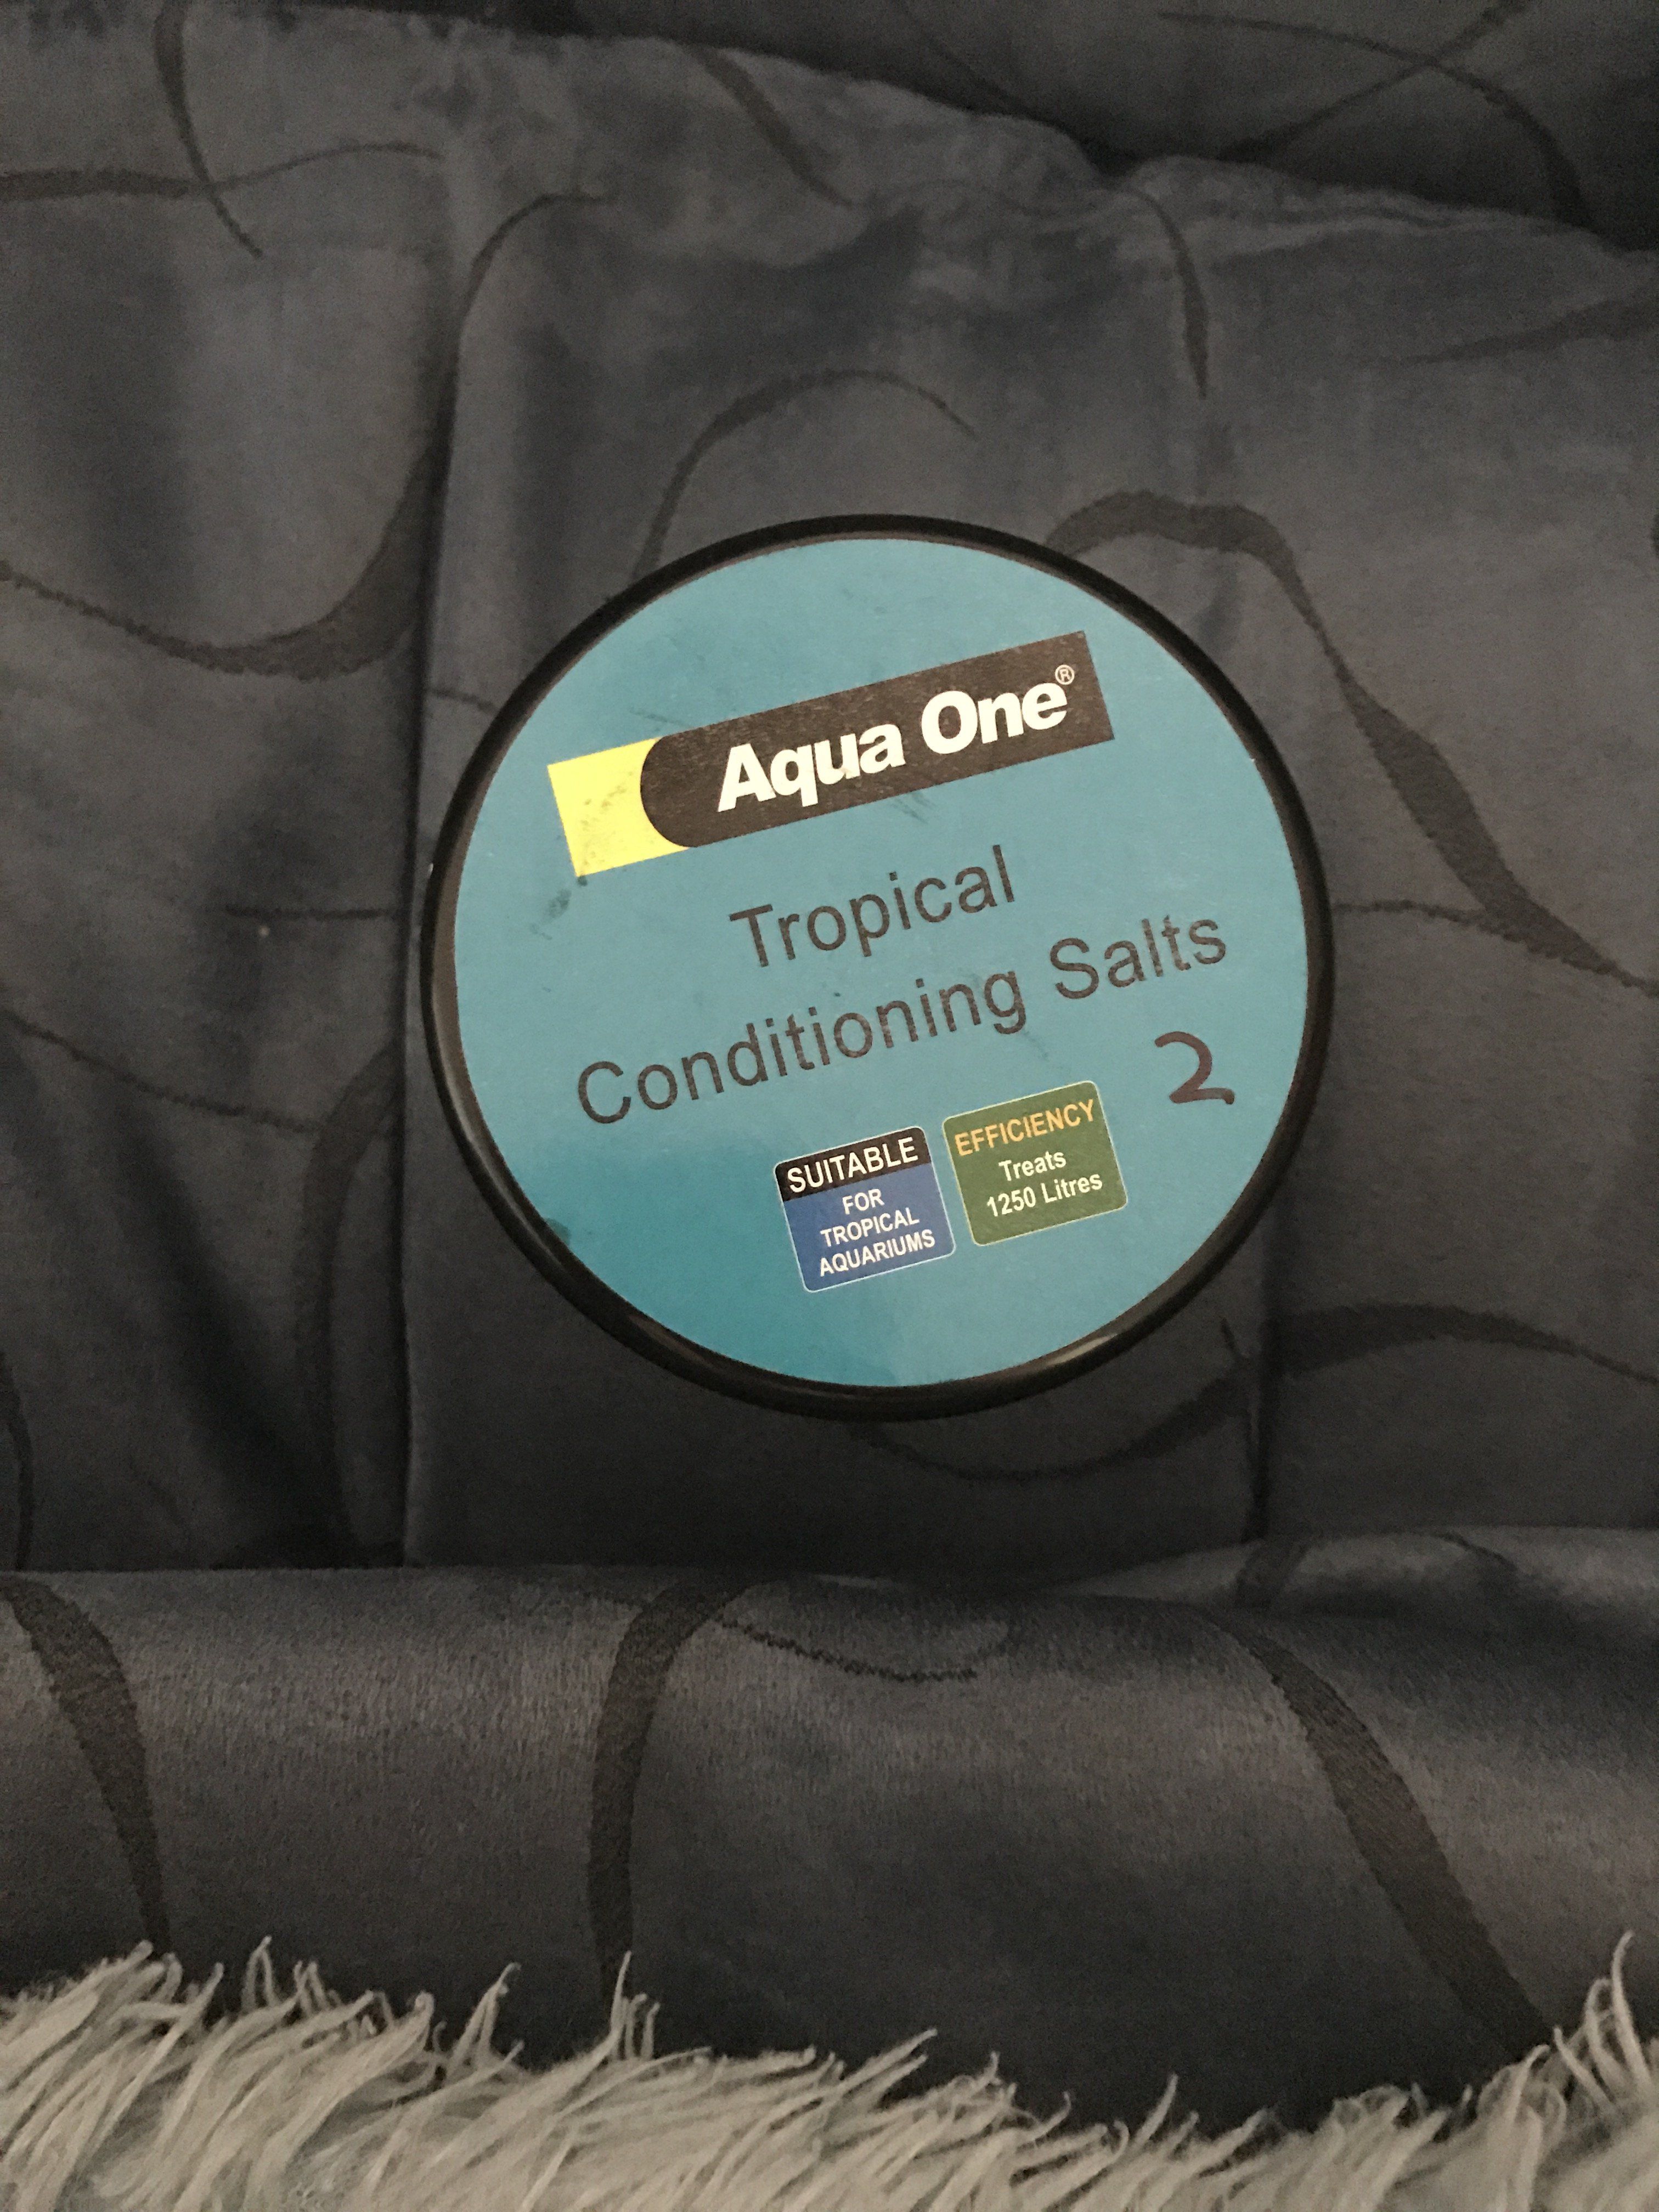 Aqua One®
Tropical
Conditioning Salts
2
SUITABLE
FOR
TROPICAL
AQUARIUMS
EFFICIENCY
Treats
1250 Litres